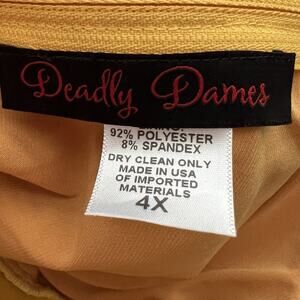 Deadly Dames
92% POLYESTER
8% SPANDEX
DRY CLEAN ONLY
MADE IN USA
OF IMPORTED
MATERIALS
4X